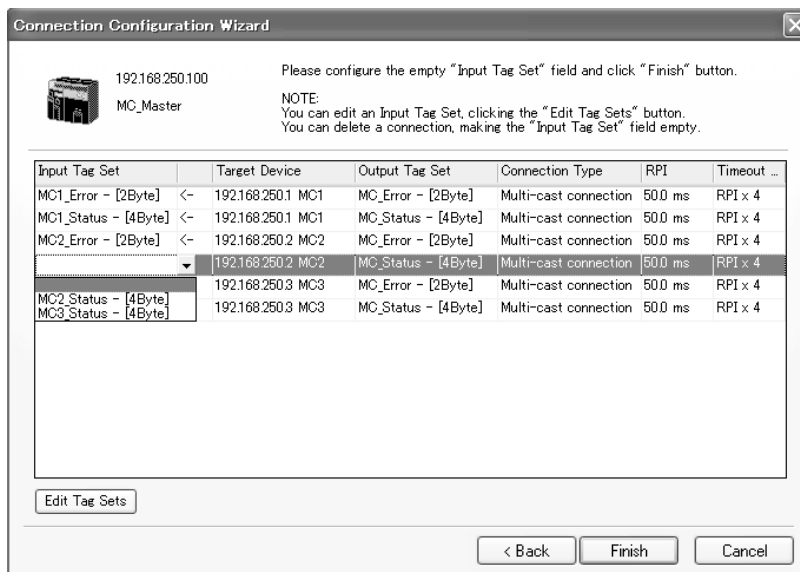 Connection Configuration Wizard
192.168.250.100
MC_Master
Please configure the empty "Input Tag Set" field and click "Finish" button.
NOTE:
You can edit an Input Tag Set, clicking the "Edit Tag Sets" button.
You can delete a connection, making the "Input Tag Set" field empty.
Input Tag Set Target Device Output Tag Set Connection Type RPI Timeout ...
MC1_Error - [2Byte] <- 192.168.250.1 MC1 MC_Error - [2Byte] Multi-cast connection 50.0 ms RPI x 4
MC1_Status - [4Byte] <- 192.168.250.1 MC1 MC_Status - [4Byte] Multi-cast connection 50.0 ms RPI x 4
MC2_Error - [2Byte] <- 192.168.250.2 MC2 MC_Error - [2Byte] Multi-cast connection 50.0 ms RPI x 4
192.168.250.2 MC2 MC_Status - [4Byte] Multi-cast connection 50.0 ms RPI x 4
192.168.250.3 MC3 MC_Error - [2Byte] Multi-cast connection 50.0 ms RPI x 4
MC2_Status - [4Byte]
MC3_Status - [4Byte]
192.168.250.3 MC3 MC_Status - [4Byte] Multi-cast connection 50.0 ms RPI x 4
Edit Tag Sets
< Back Finish Cancel